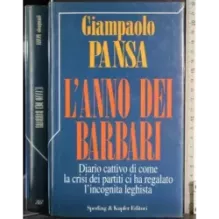 Giampaolo
PANSA
L'ANNO DEI
BARBARI
Diario cattivo di come
la crisi dei partiti ci ha regalato
l'incognita leghista
Sperling & Kupfer Editori